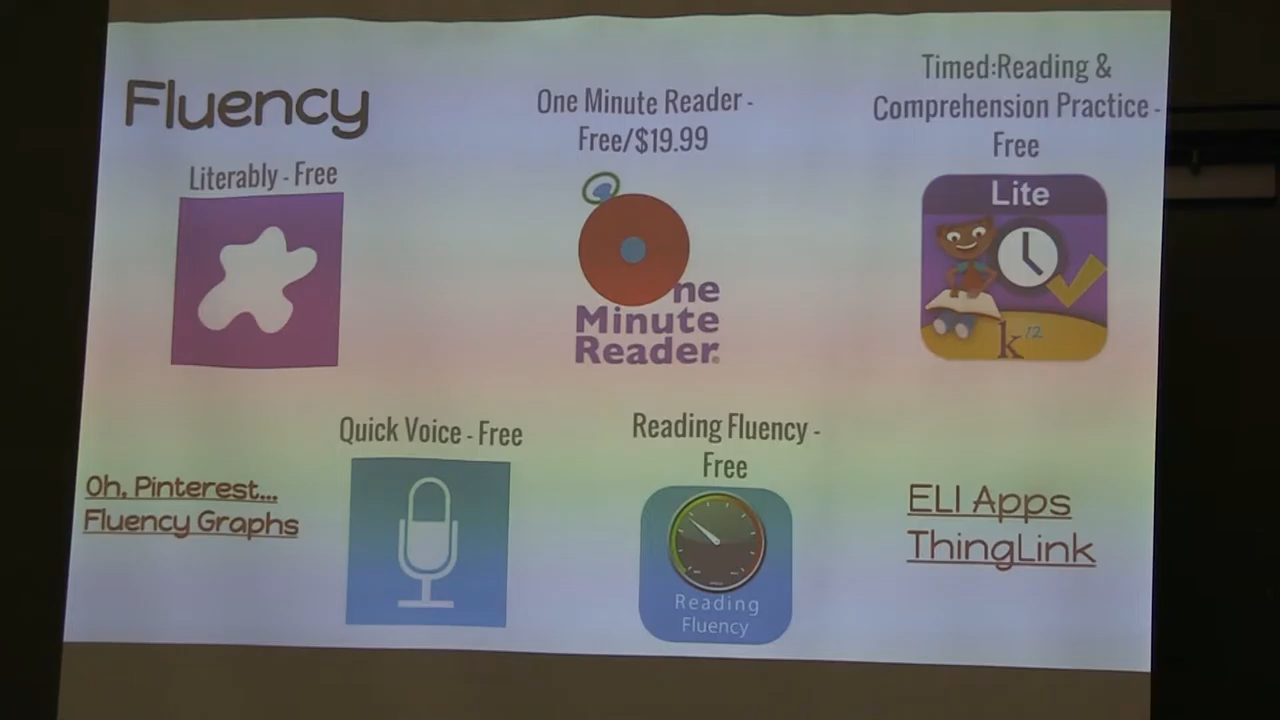 Fluency
Literably - Free
One Minute Reader -
Free/$19.99
ne
Minute
Reader®
Timed:Reading &
Comprehension Practice -
Free
Lite
k12
Oh, Pinterest...
Fluency Graphs
Quick Voice - Free
Reading Fluency -
Free
Reading
Fluency
ELI Apps
ThingLink